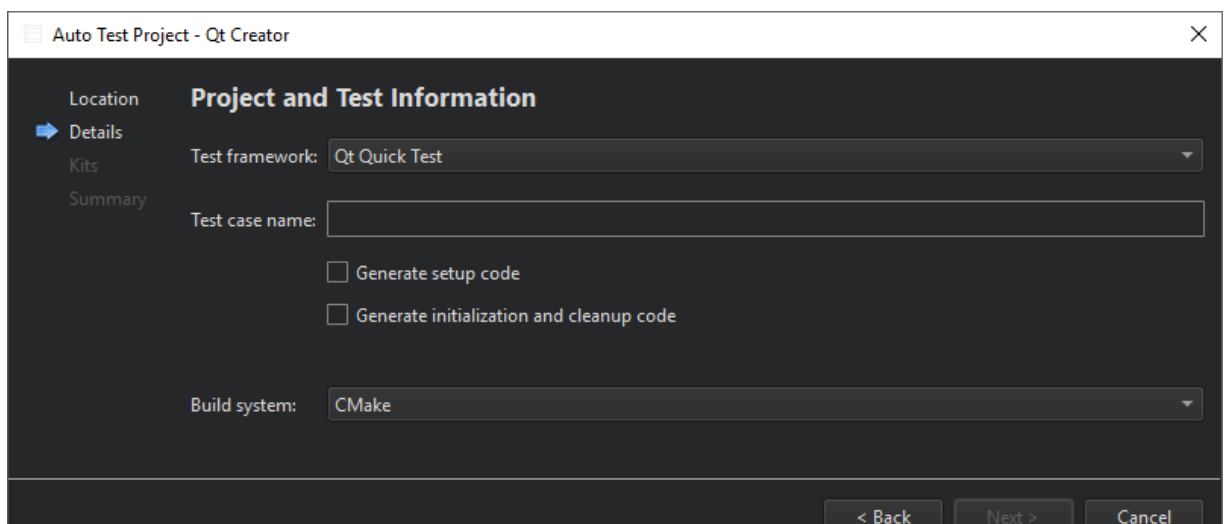 Auto Test Project - Qt Creator
Location
Details
Kits
Summary
Project and Test Information
Test framework: Qt Quick Test
Test case name:
Generate setup code
Generate initialization and cleanup code
Build system: CMake
< Back Next > Cancel